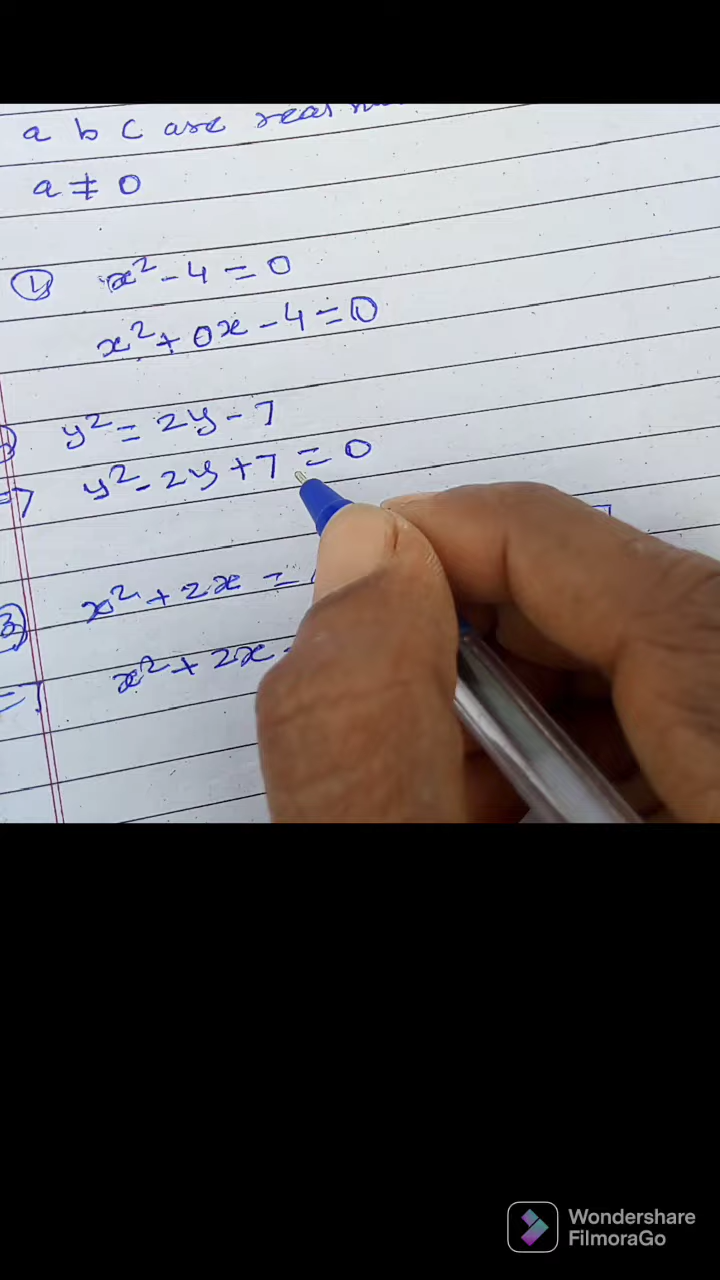 a b c are real
a ≠ 0
① x² - 4 = 0
x² + 0x - 4 = 0
y² = 2y - 7
=> y² - 2y + 7 = 0
③ x² + 2x =
=> x² + 2x
Wondershare
FilmoraGo